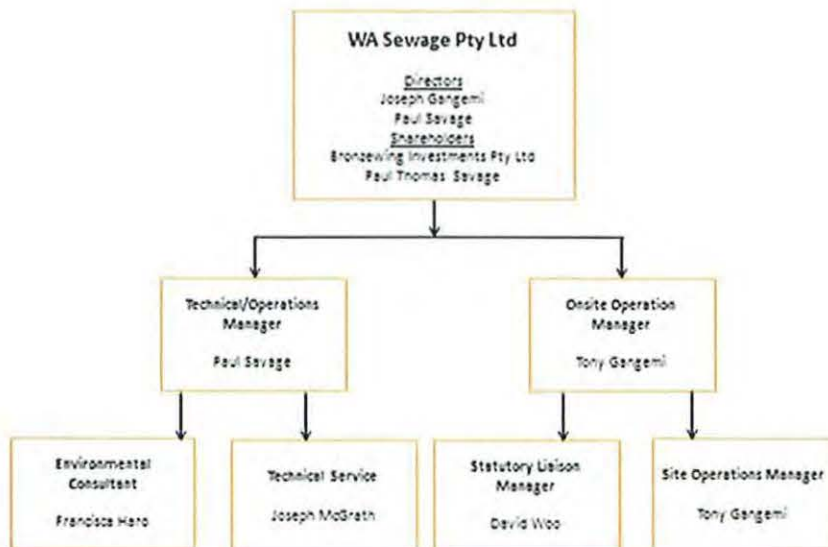 WA Sewage Pty Ltd
Directors
Joseph Gangemi
Paul Savage
Shareholders
Bronzewing Investments Pty Ltd
Paul Thomas Savage
Technical/Operations
Manager
Paul Savage
Onsite Operation
Manager
Tony Gangemi
Environmental
Consultant
Francisca Haro
Technical Service
Joseph McGrath
Statutory Liaison
Manager
David Woo
Site Operations Manager
Tony Gangemi